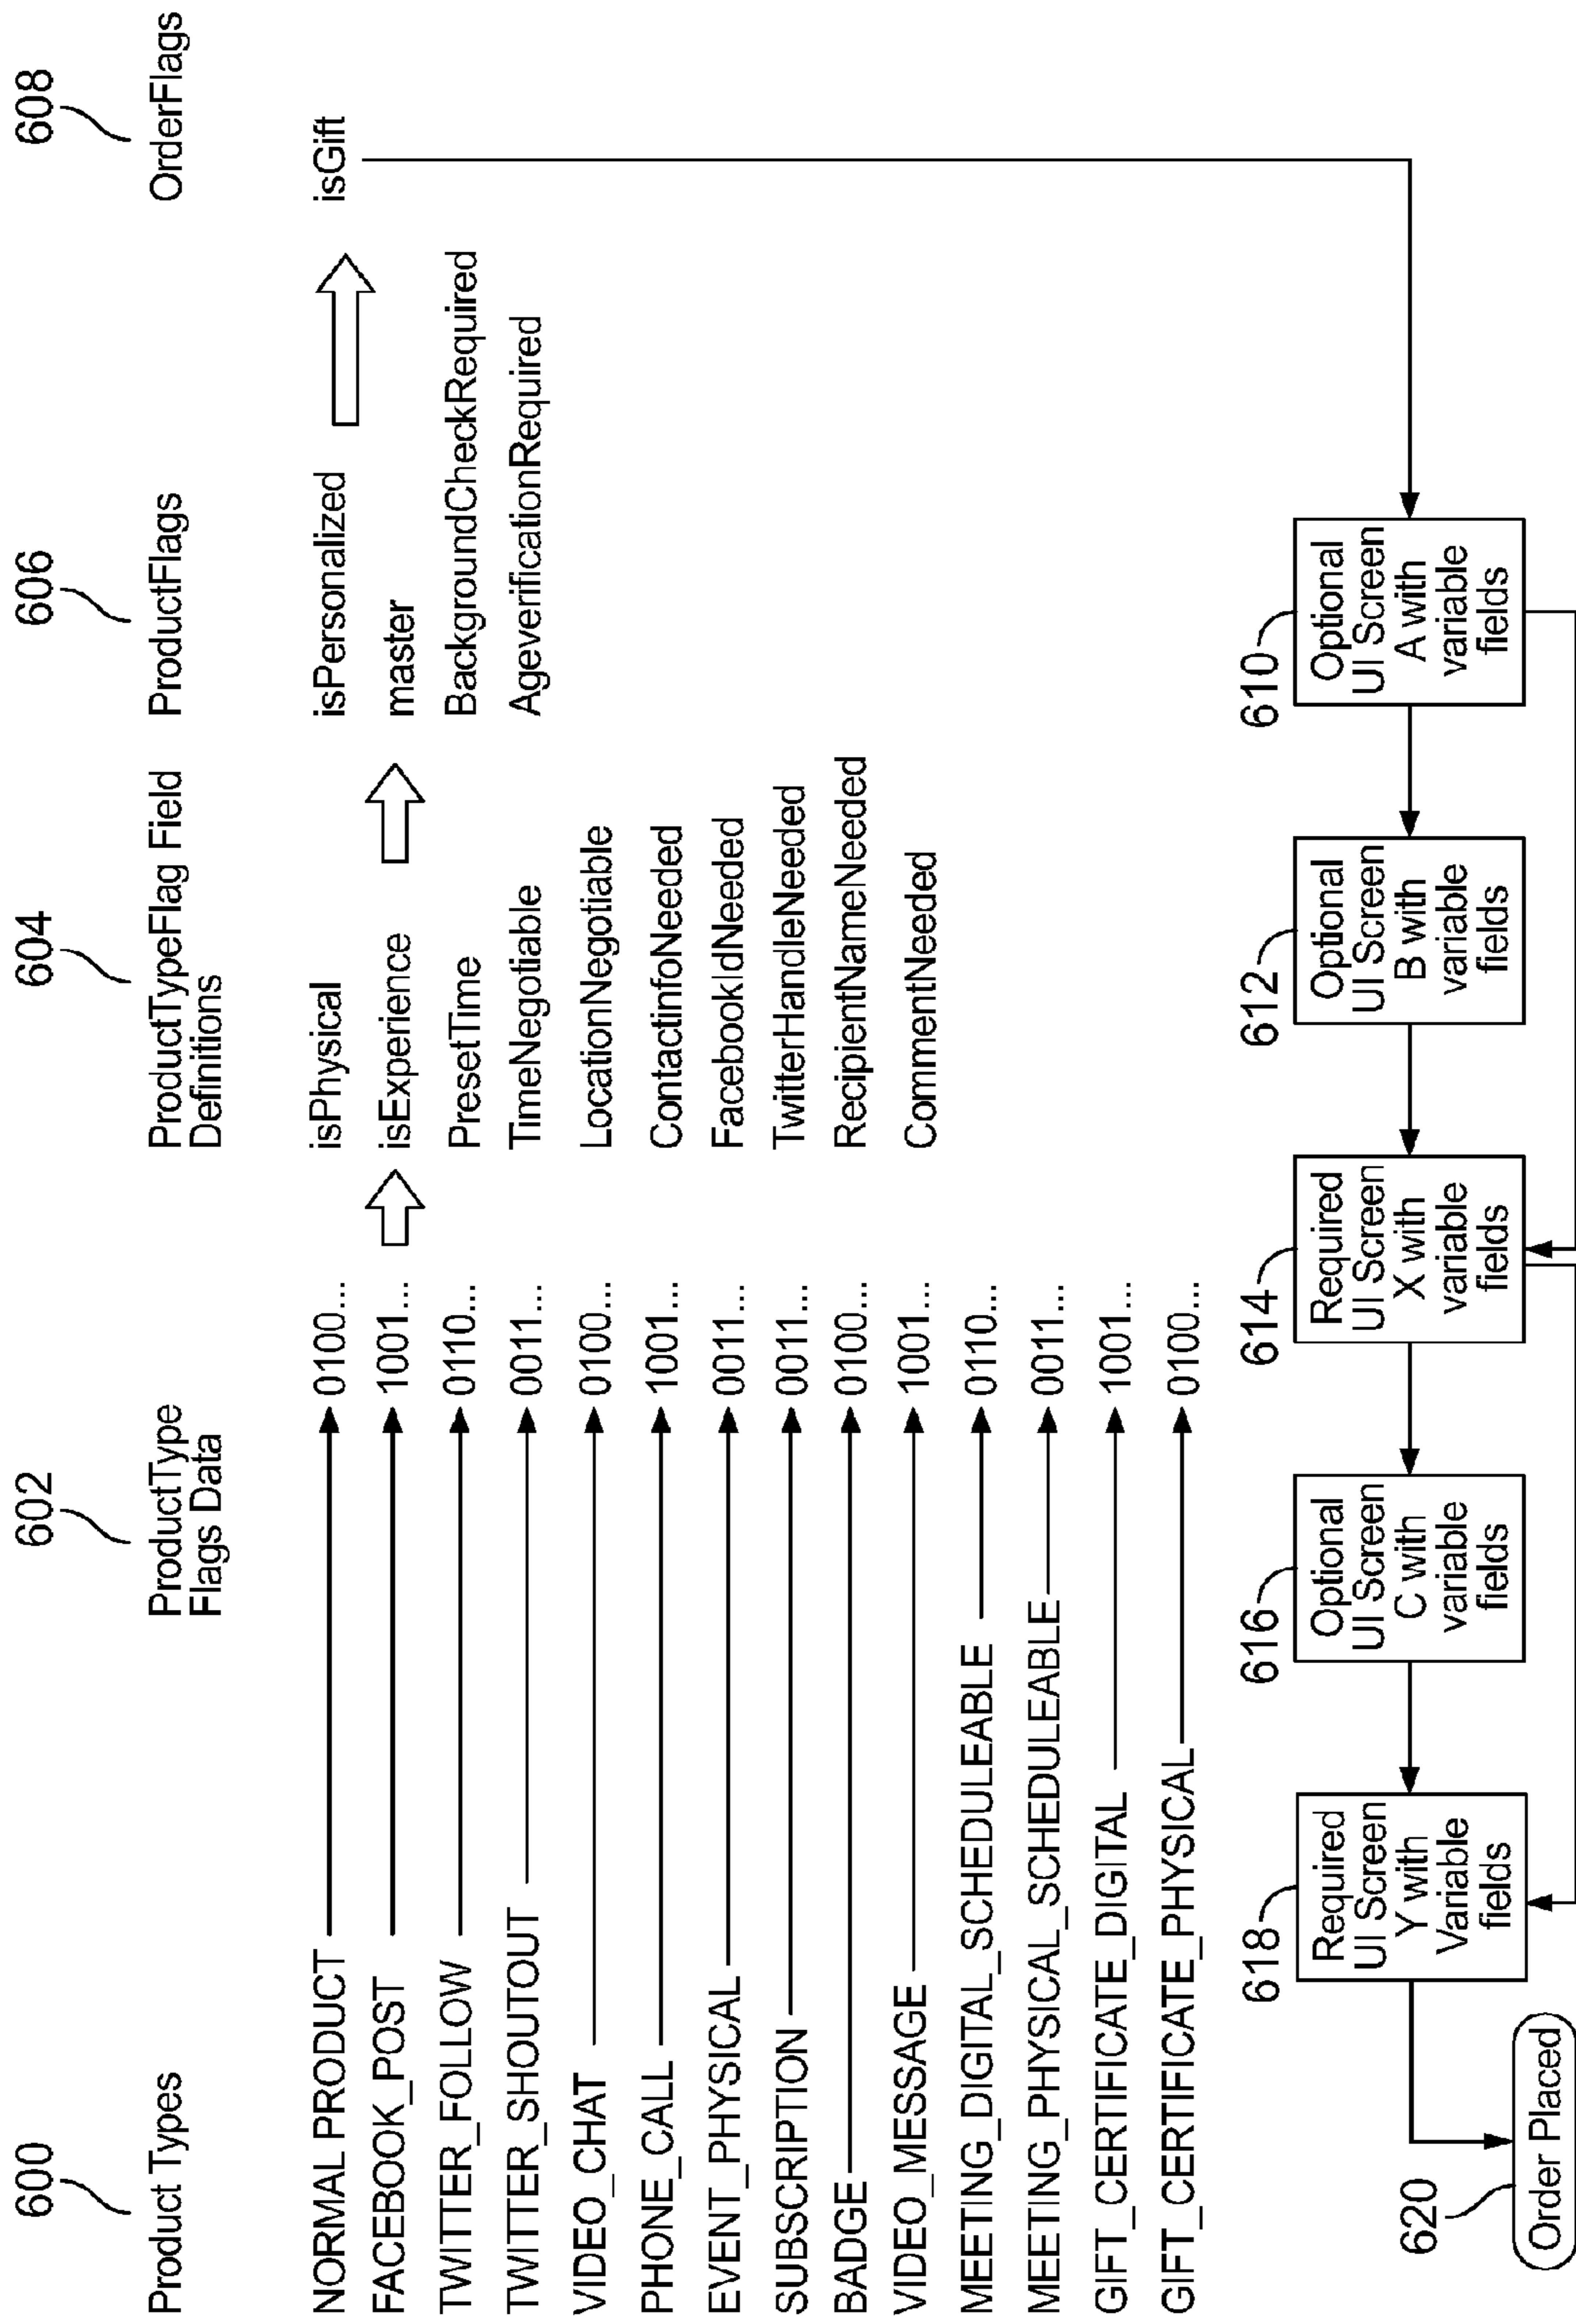 600
602
604
606
608
Product Types
ProductType
Flags Data
ProductTypeFlag Field
Definitions
ProductFlags
OrderFlags
NORMAL PRODUCT
0100...
FACEBOOK_POST
1001...
TWITTER_FOLLOW
0110...
TWITTER_SHOUTOUT
0011...
VIDEO_CHAT
0100...
PHONE_CALL
1001...
EVENT_PHYSICAL
0011...
SUBSCRIPTION
0011...
BADGE
0100...
VIDEO_MESSAGE
1001...
MEETING_DIGITAL_SCHEDULEABLE
0110...
MEETING_PHYSICAL_SCHEDULEABLE
0011...
GIFT_CERTIFICATE_DIGITAL
1001...
GIFT_CERTIFICATE_PHYSICAL
0100...
isPhysical
isExperience
PresetTime
TimeNegotiable
LocationNegotiable
ContactinfoNeeded
FacebookIdNeeded
TwitterHandleNeeded
RecipientNameNeeded
CommentNeeded
isPersonalized
master
BackgroundCheckRequired
AgeverificationRequired
isGift
610
Optional
UI Screen
A with
variable
fields
612
Optional
UI Screen
B with
variable
fields
614
Required
UI Screen
X with
variable
fields
616
Optional
UI Screen
C with
variable
fields
618
Required
UI Screen
Y with
Variable
fields
620
Order Placed